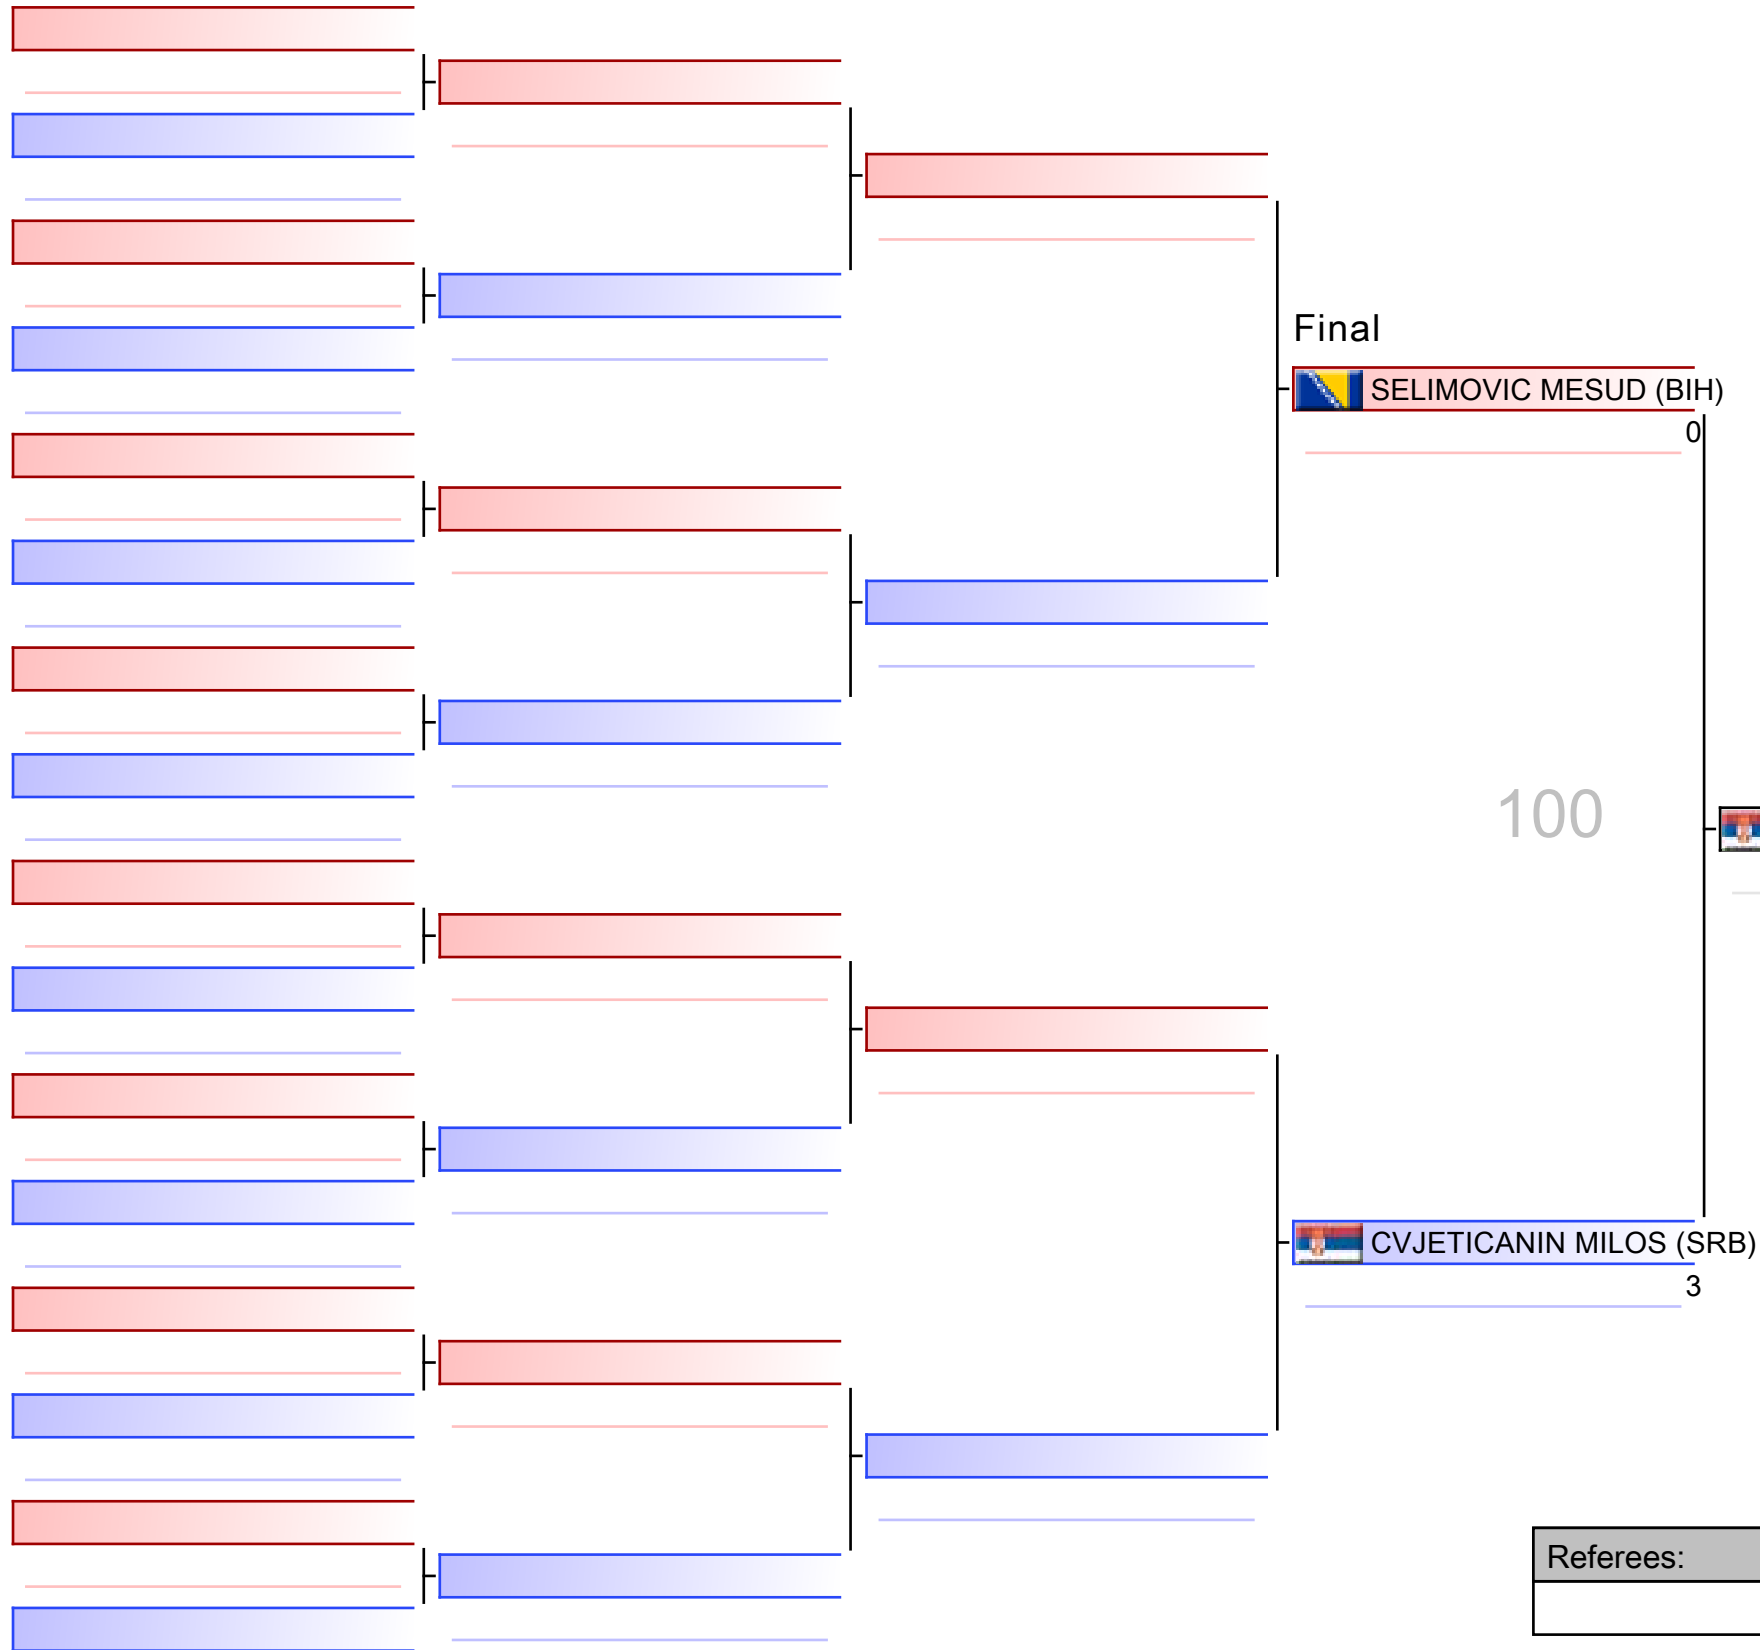 Final
SELIMOVIC MESUD (BIH)
0
100
CVJETICANIN MILOS (SRB)
3
Referees: